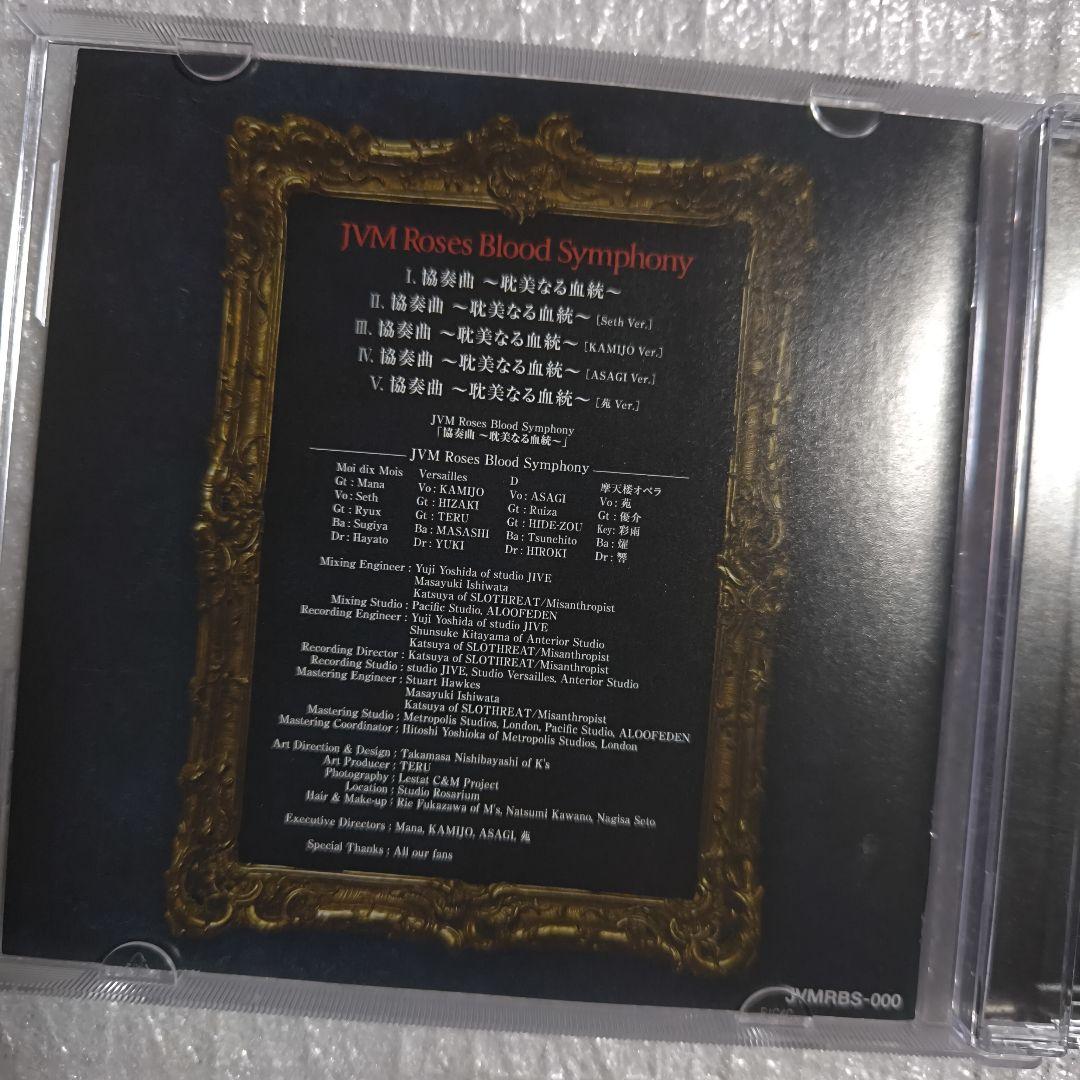 JVM Roses Blood Symphony
I. 協奏曲 〜耽美なる血統〜
II. 協奏曲 〜耽美なる血統〜 [Seth Ver.]
III. 協奏曲 〜耽美なる血統〜 [KAMIJO Ver.]
IV. 協奏曲 〜耽美なる血統〜 [ASAGI Ver.]
V. 協奏曲 〜耽美なる血統〜 [苑 Ver.]
JVM Roses Blood Symphony
「協奏曲 〜耽美なる血統〜」
JVM Roses Blood Symphony
Moi dix Mois
Gt : Mana
Vo : Seth
Gt : Ryux
Ba : Sugiya
Dr : Hayato
Versailles
Vo : KAMIJO
Gt : HIZAKI
Gt : TERU
Ba : MASASHI
Dr : YUKI
D
Vo : ASAGI
Gt : Ruiza
Gt : HIDE-ZOU
Ba : Tsunehito
Dr : HIROKI
摩天楼オペラ
Vo : 苑
Gt : 優介
Key : 彩雨
Ba : 燿
Dr : 響
Mixing Engineer : Yuji Yoshida of studio JIVE
Masayuki Ishiwata
Katsuya of SLOTHREAT/Misanthropist
Mixing Studio : Pacific Studio, ALOOFEDEN
Recording Engineer : Yuji Yoshida of studio JIVE
Shunsuke Kitayama of Anterior Studio
Katsuya of SLOTHREAT/Misanthropist
Recording Director : Katsuya of SLOTHREAT/Misanthropist
Recording Studio : studio JIVE, Studio Versailles, Anterior Studio
Mastering Engineer : Stuart Hawkes
Masayuki Ishiwata
Katsuya of SLOTHREAT/Misanthropist
Mastering Studio : Metropolis Studios, London, Pacific Studio, ALOOFEDEN
Mastering Coordinator : Hitoshi Yoshioka of Metropolis Studios, London
Art Direction & Design : Takamasa Nishibayashi of K's
Art Producer : TERU
Photography : Lestat C&M Project
Location : Studio Rosarium
Hair & Make-up : Rie Fukazawa of M's, Natsumi Kawano, Nagisa Seto
Executive Directors : Mana, KAMIJO, ASAGI, 苑
Special Thanks : All our fans
JVMRBS-000